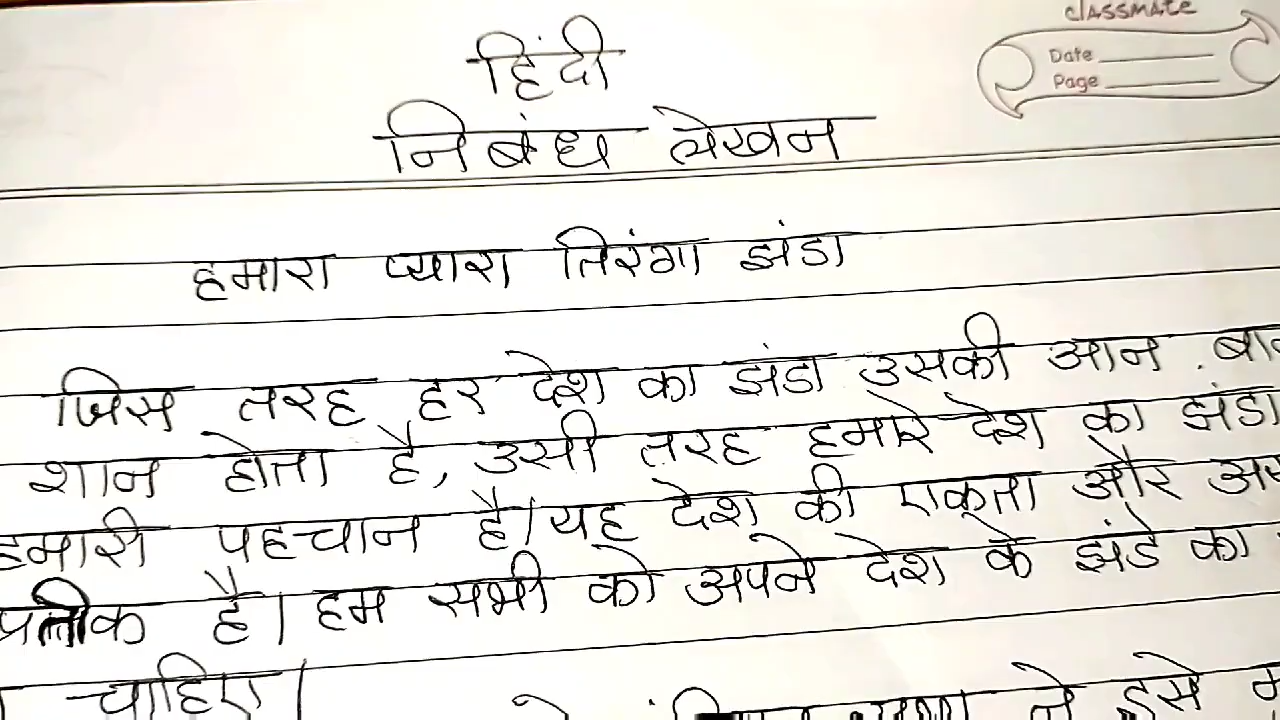 classmate
Date
Page
हिंदी
निबंध लेखन
हमारा प्यारा तिरंगा झंडा
जिस तरह हर देश का झंडा उसकी आन
शान होता है, उसी तरह हमारे देश का झंडा
हमारी पहचान है। यह देश की एकता और
प्रतीक है। हम सभी को अपने देश के झंडे का
चाहिए।
ने इसे